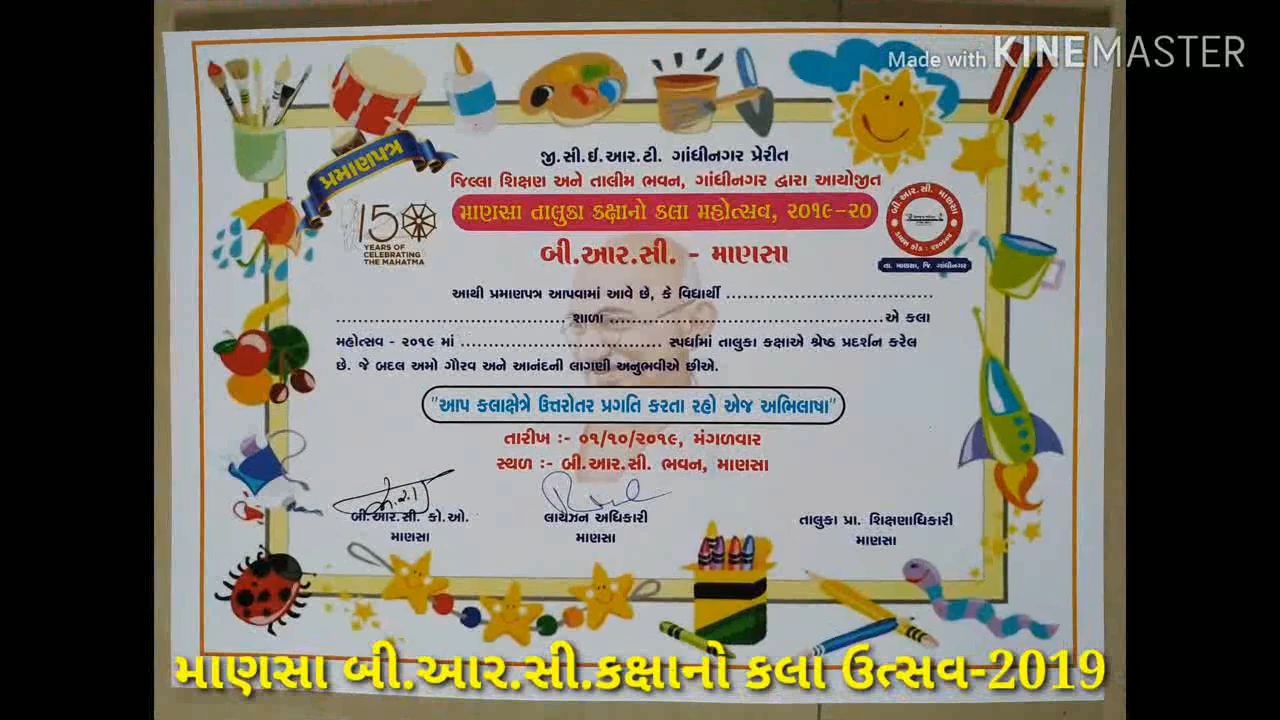 Made with KINEMASTER
પ્રમાણપત્ર
જી.સી.ઈ.આર.ટી. ગાંધીનગર પ્રેરીત
જિલ્લા શિક્ષણ અને તાલીમ ભવન, ગાંધીનગર દ્વારા આયોજીત
માણસા તાલુકા કક્ષાનો કલા મહોત્સવ, ૨૦૧૯-૨૦
બી.આર.સી. - માણસા
150
YEARS OF
CELEBRATING
THE MAHATMA
બી. આર. સી. માણસા
તા. માણસા, જિ. ગાંધીનગર
આથી પ્રમાણપત્ર આપવામાં આવે છે, કે વિદ્યાર્થી ........................................
............................................ શાળા .................................................... એ કલા
મહોત્સવ - ૨૦૧૯ માં ....................................... સ્પર્ધામાં તાલુકા કક્ષાએ શ્રેષ્ઠ પ્રદર્શન કરેલ
છે. જે બદલ અમો ગૌરવ અને આનંદની લાગણી અનુભવીએ છીએ.
"આપ કલાક્ષેત્રે ઉત્તરોતર પ્રગતિ કરતા રહો એજ અભિલાષા"
તારીખ :- ૦૧/૧૦/૨૦૧૯, મંગળવાર
સ્થળ :- બી.આર.સી. ભવન, માણસા
બી.આર.સી. કો.ઓ.
માણસા
લાયઝન અધિકારી
માણસા
તાલુકા પ્રા. શિક્ષણાધિકારી
માણસા
માણસા બી.આર.સી.કક્ષાનો કલા ઉત્સવ-2019